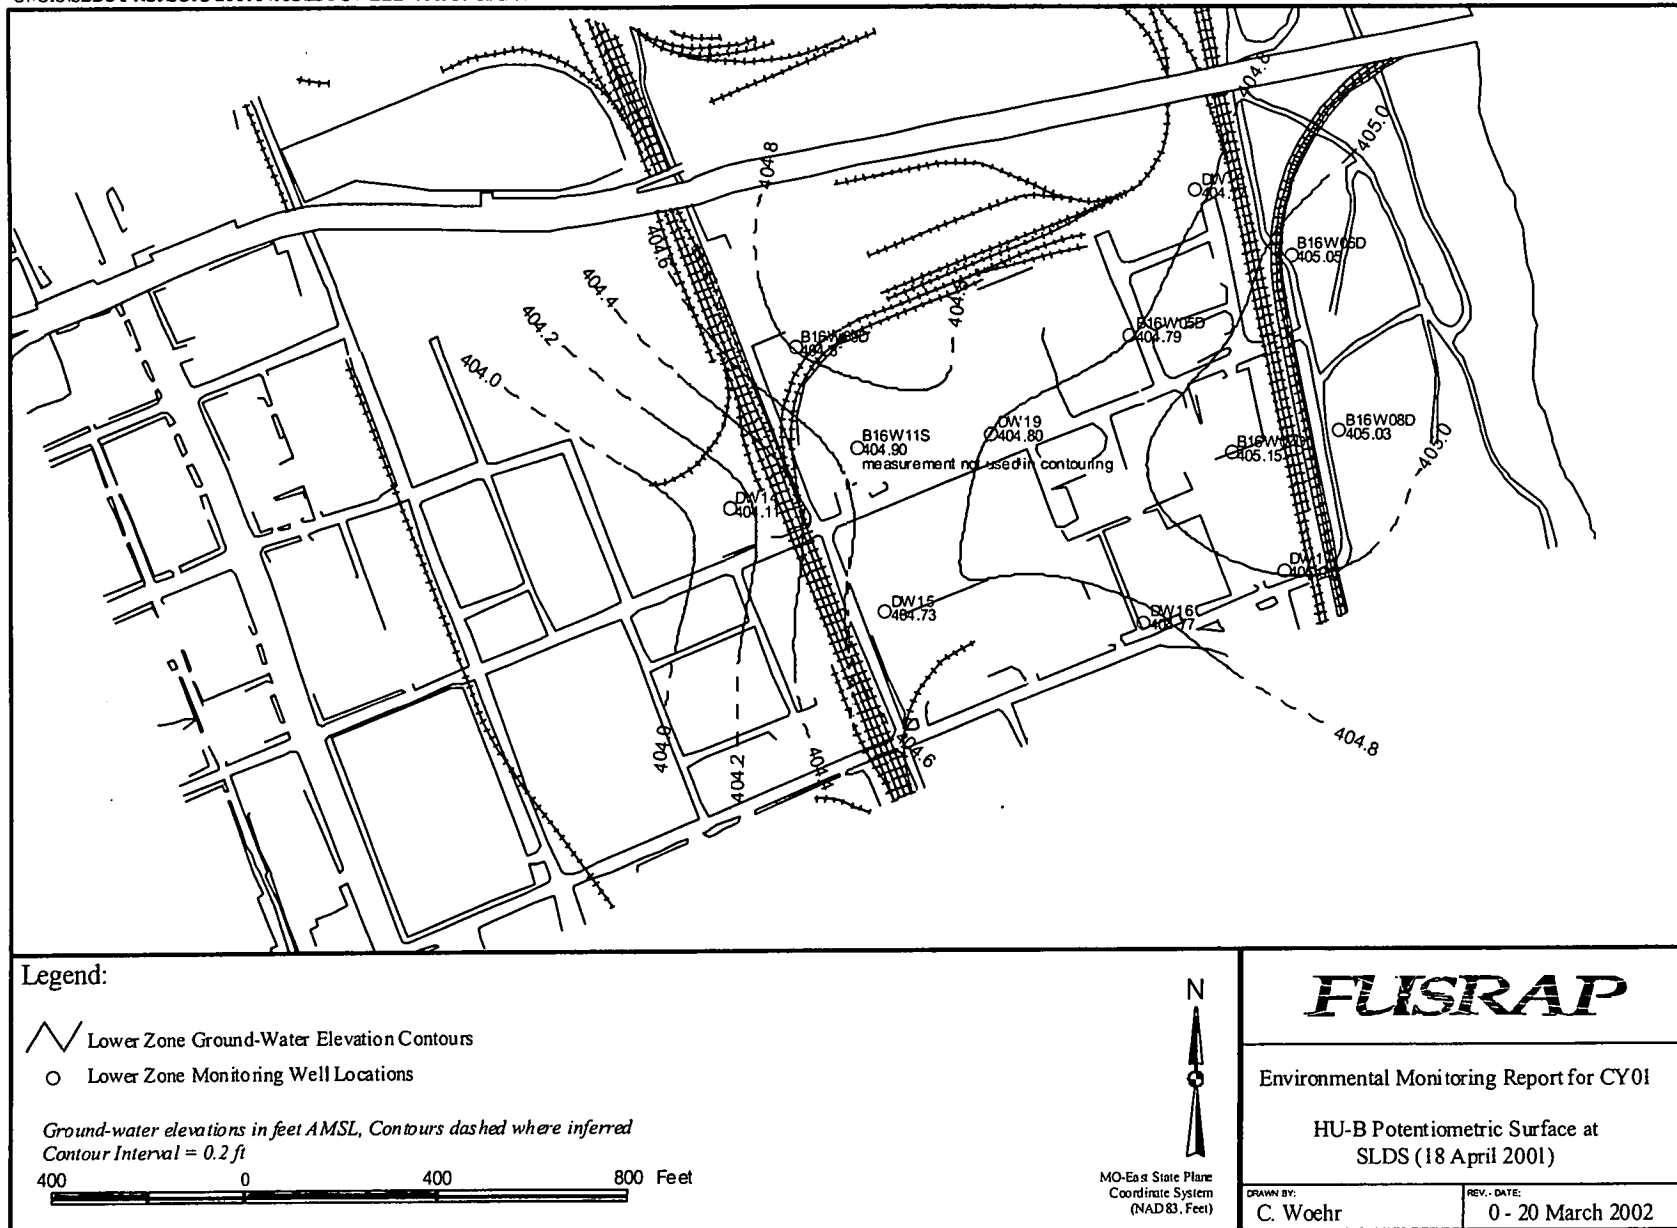 404.8
404.8
405.0
404.6
404.4
404.2
404.0
B16W06D
405.05
B16W05D
404.79
B16W08D
405.03
405.0
405.15
DW19
404.80
B16W11S
404.90
measurement not used in contouring
DW14
DW15
404.73
DW16
404.8
404.0
404.2
404.6
Legend:
Lower Zone Ground-Water Elevation Contours
Lower Zone Monitoring Well Locations
Ground-water elevations in feet AMSL, Contours dashed where inferred
Contour Interval = 0.2 ft
400 0 400 800 Feet
N
MO-East State Plane
Coordinate System
(NAD 83, Feet)
FUSRAP
Environmental Monitoring Report for CY01
HU-B Potentiometric Surface at
SLDS (18 April 2001)
DRAWN BY:
C. Woehr
REV.- DATE:
0 - 20 March 2002